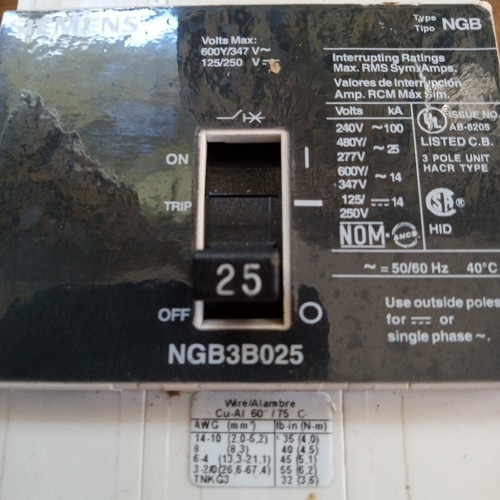 SIEMENS
Type
Tipo NGB
Volts Max:
600Y/347 V~
125/250 V⎓
Interrupting Ratings
Max. RMS Sym. Amps.
Valores de Interrupción
Amp. RCM Máx Sim.
Volts kA
240V ~100
480Y/
277V ~25
600Y/
347V ~14
125/
250V ⎓14
UL ISSUE NO.
AB-6205
LISTED C.B.
3 POLE UNIT
HACR TYPE
SA ®
HID
NOM ANCE
ON
TRIP
OFF
25
~ = 50/60 Hz 40°C
Use outside poles
for ⎓ or
single phase ~.
NGB3B025
Wire/Alambre
Cu-Al 60°/75 C
AWG (mm²) lb-in (N-m)
14-10 (2,0-5,2) 35 (4,0)
8 (8,3) 40 (4,5)
6-4 (13,3-21,1) 45 (5,1)
3-2/0 (26,6-67,4) 55 (6,2)
TNKG3 32 (3,6)